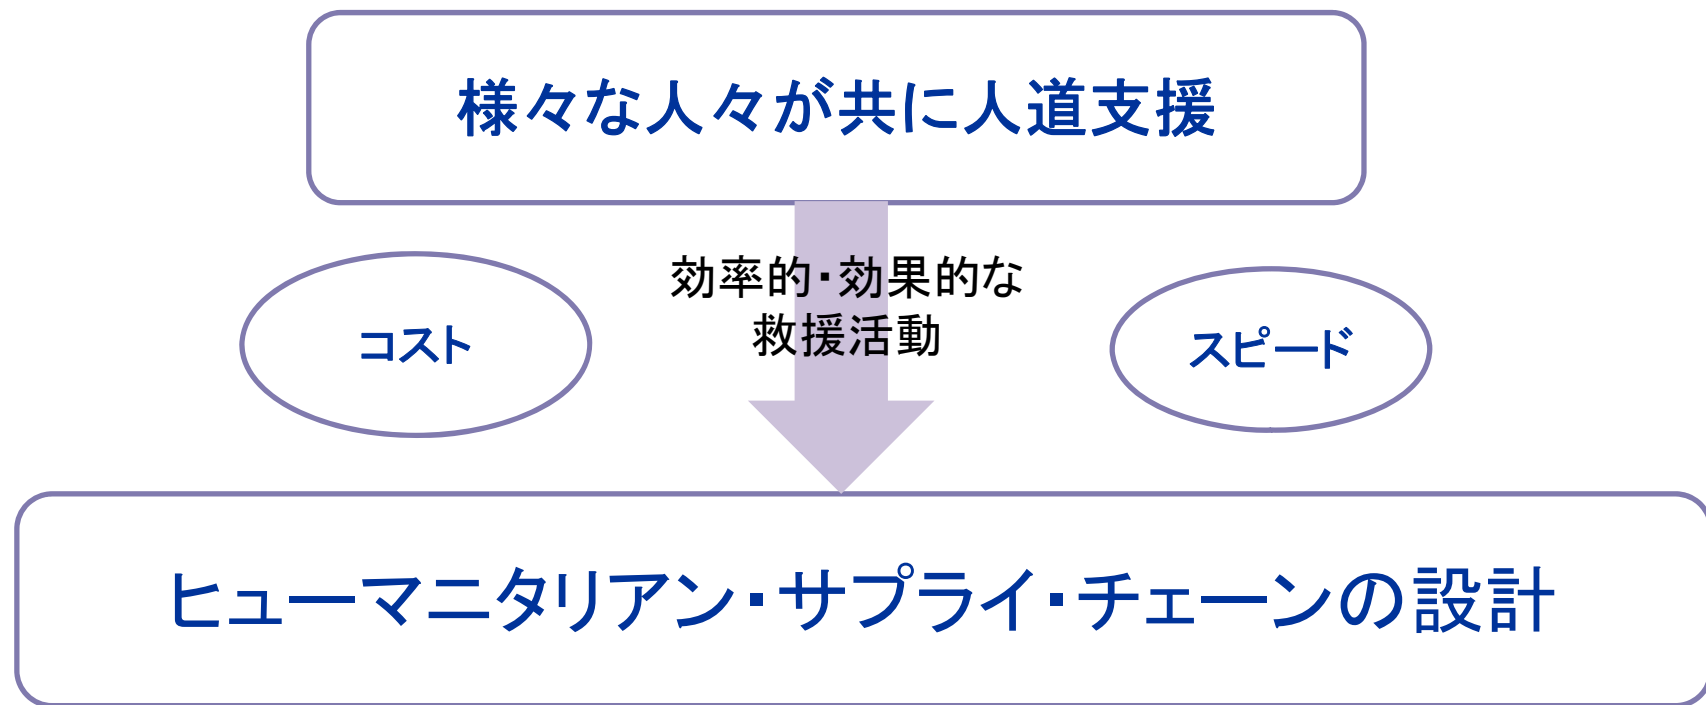 様々な人々が共に人道支援
効率的・効果的な
救援活動
コスト
スピード
ヒューマニタリアン・サプライ・チェーンの設計